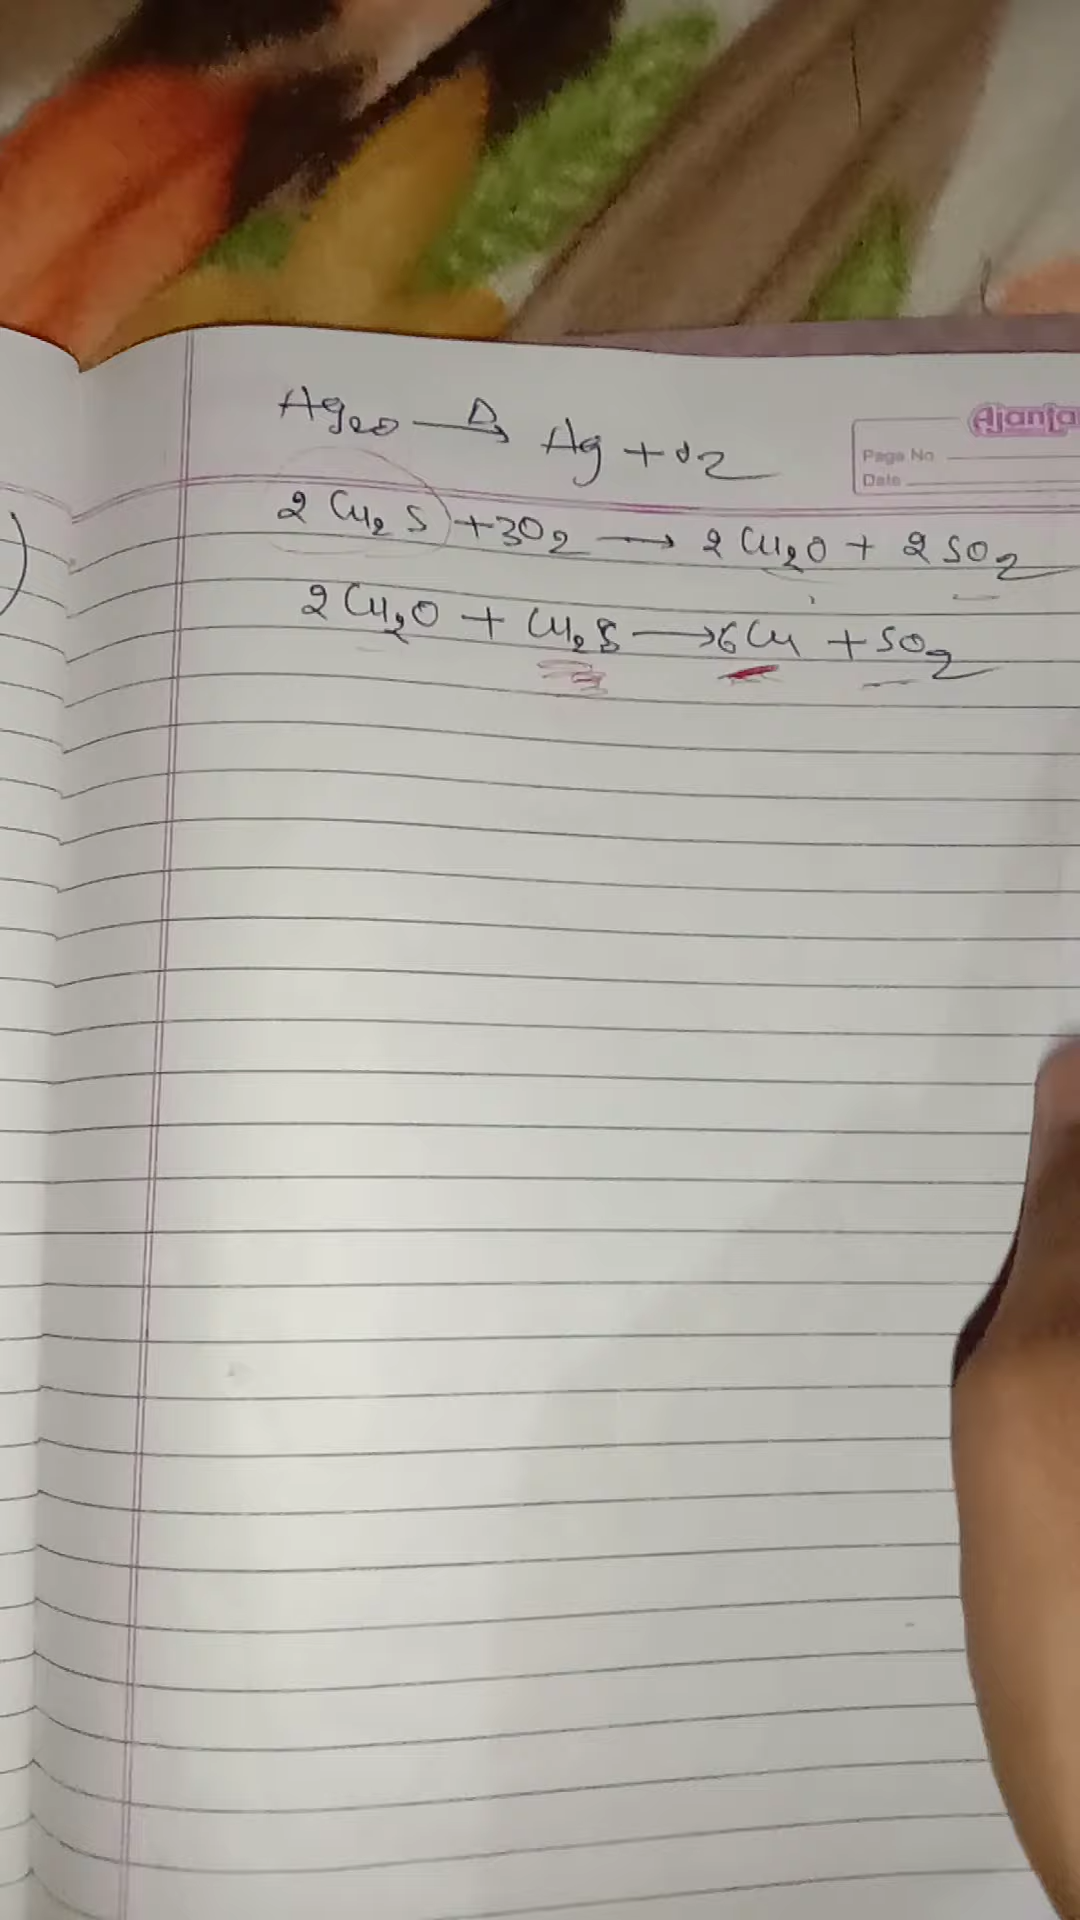 Ag₂O —Δ→ Ag + O₂
Ajanta
Page No
Date
2 Cu₂S + 3O₂ → 2 Cu₂O + 2 SO₂
2 Cu₂O + Cu₂S → 6 Cu + SO₂